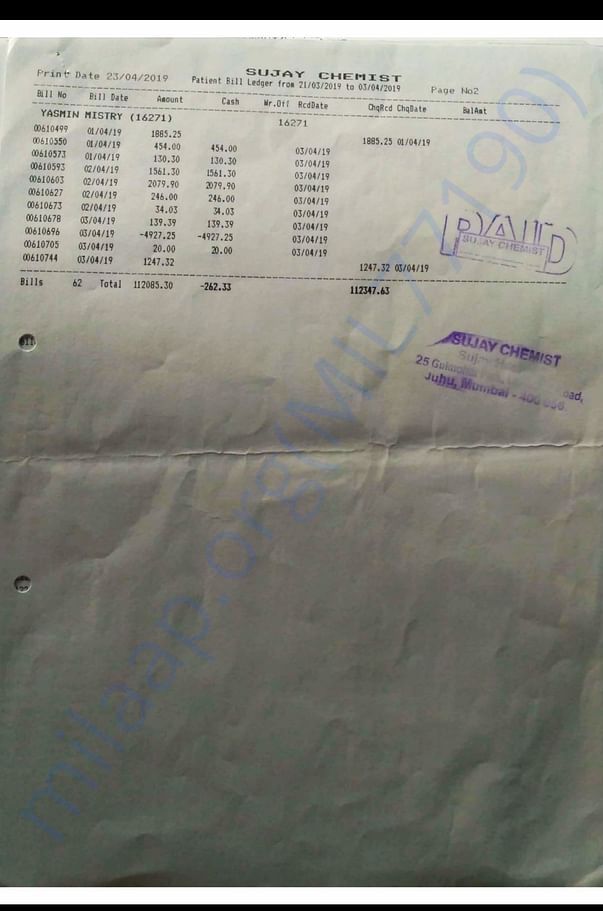 SUJAY CHEMIST
Print Date 23/04/2019 Patient Bill Ledger from 21/03/2019 to 03/04/2019 Page No2
Bill No Bill Date Amount Cash Wr.Off RcdDate ChqRcd ChqDate BalAmt
YASMIN MISTRY (16271) 16271
00610499 01/04/19 1885.25 1885.25 01/04/19
00610550 01/04/19 454.00 454.00 03/04/19
00610573 01/04/19 130.30 130.30 03/04/19
00610593 02/04/19 1561.30 1561.30 03/04/19
00610603 02/04/19 2079.90 2079.90 03/04/19
00610627 02/04/19 246.00 246.00 03/04/19
00610673 02/04/19 34.03 34.03 03/04/19
00610678 03/04/19 139.39 139.39 03/04/19
00610696 03/04/19 -4927.25 -4927.25 03/04/19
00610705 03/04/19 20.00 20.00 03/04/19
00610744 03/04/19 1247.32 1247.32 03/04/19
Bills 62 Total 112085.30 -262.33 112347.63
PAID
SUJAY CHEMIST
SUJAY CHEMIST
25
Juhu, Mumbai - 400
milaap.org(MIL77190)